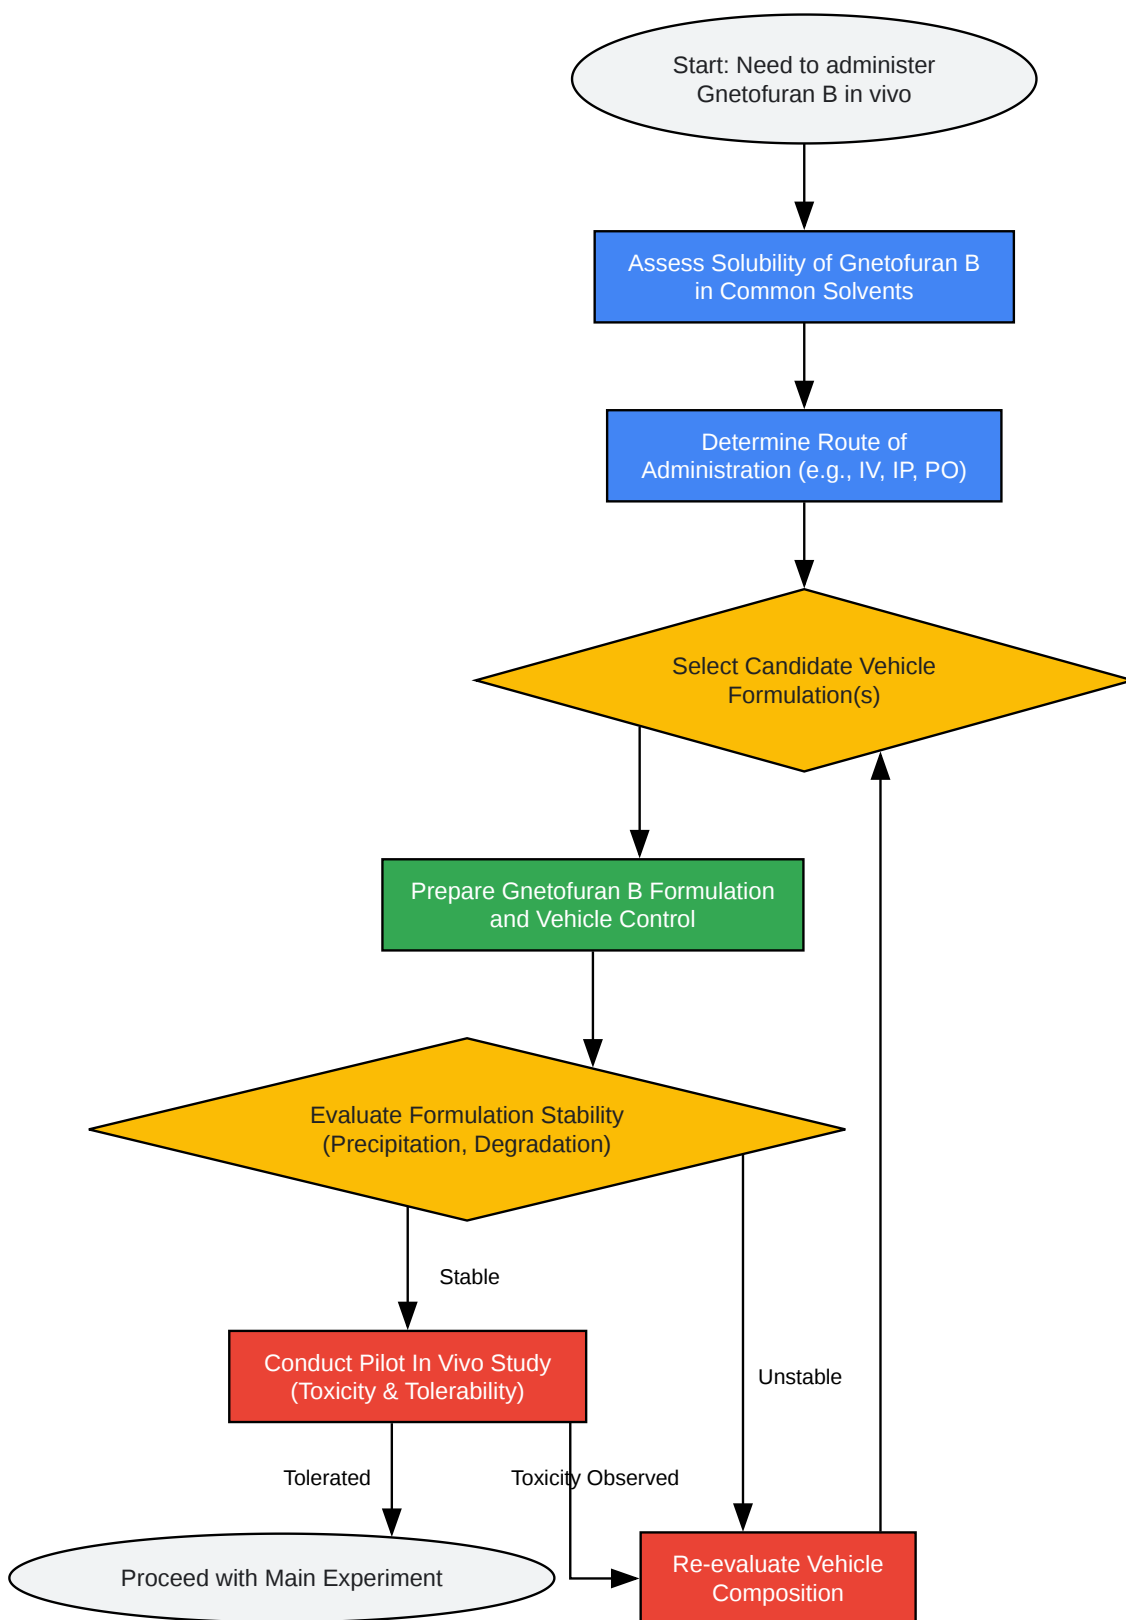 Start: Need to administer
Gnetofuran B in vivo
Assess Solubility of Gnetofuran B
in Common Solvents
Determine Route of
Administration (e.g., IV, IP, PO)
Select Candidate Vehicle
Formulation(s)
Prepare Gnetofuran B Formulation
and Vehicle Control
Evaluate Formulation Stability
(Precipitation, Degradation)
Stable
Conduct Pilot In Vivo Study
(Toxicity & Tolerability)
Unstable
Tolerated
Toxicity Observed
Proceed with Main Experiment
Re-evaluate Vehicle
Composition